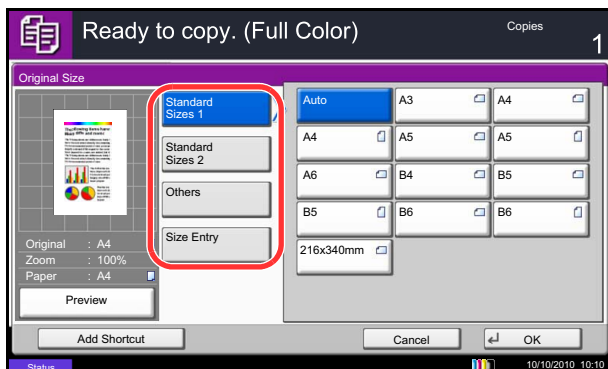 Ready to copy. (Full Color)
Copies
1
Original Size
Standard
Sizes 1
Standard
Sizes 2
Others
Size Entry
Auto
A3
A4
A4
A5
A5
A6
B4
B5
B5
B6
B6
216x340mm
Original : A4
Zoom : 100%
Paper : A4
Preview
Add Shortcut
Cancel
OK
Status
10/10/2010 10:10